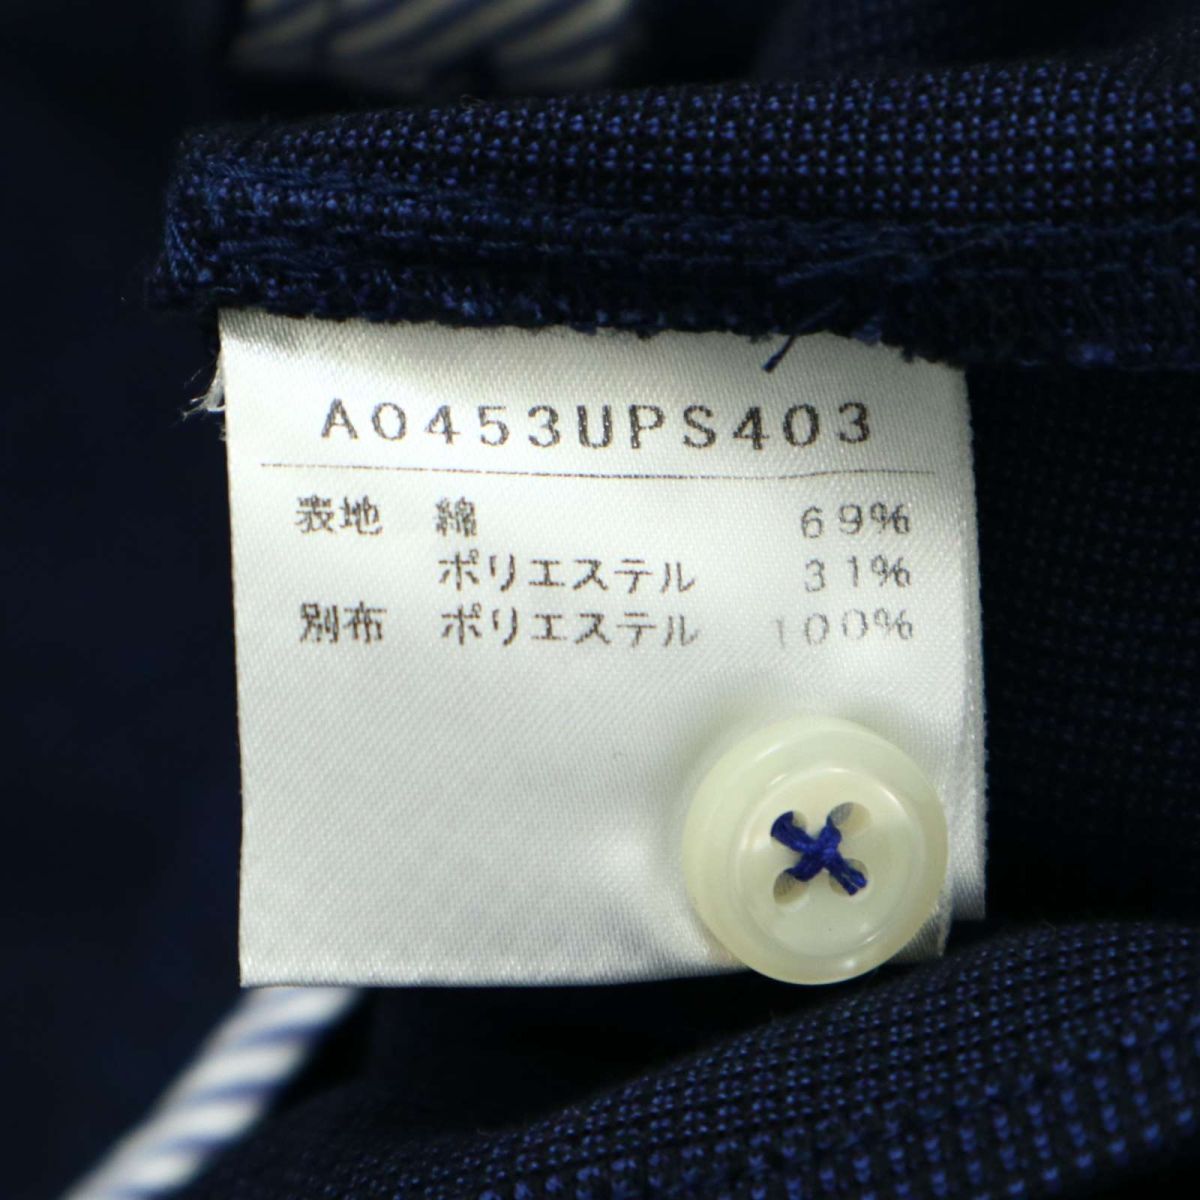 A0453UPS403
表地 綿 69%
ポリエステル 31%
別布 ポリエステル 100%